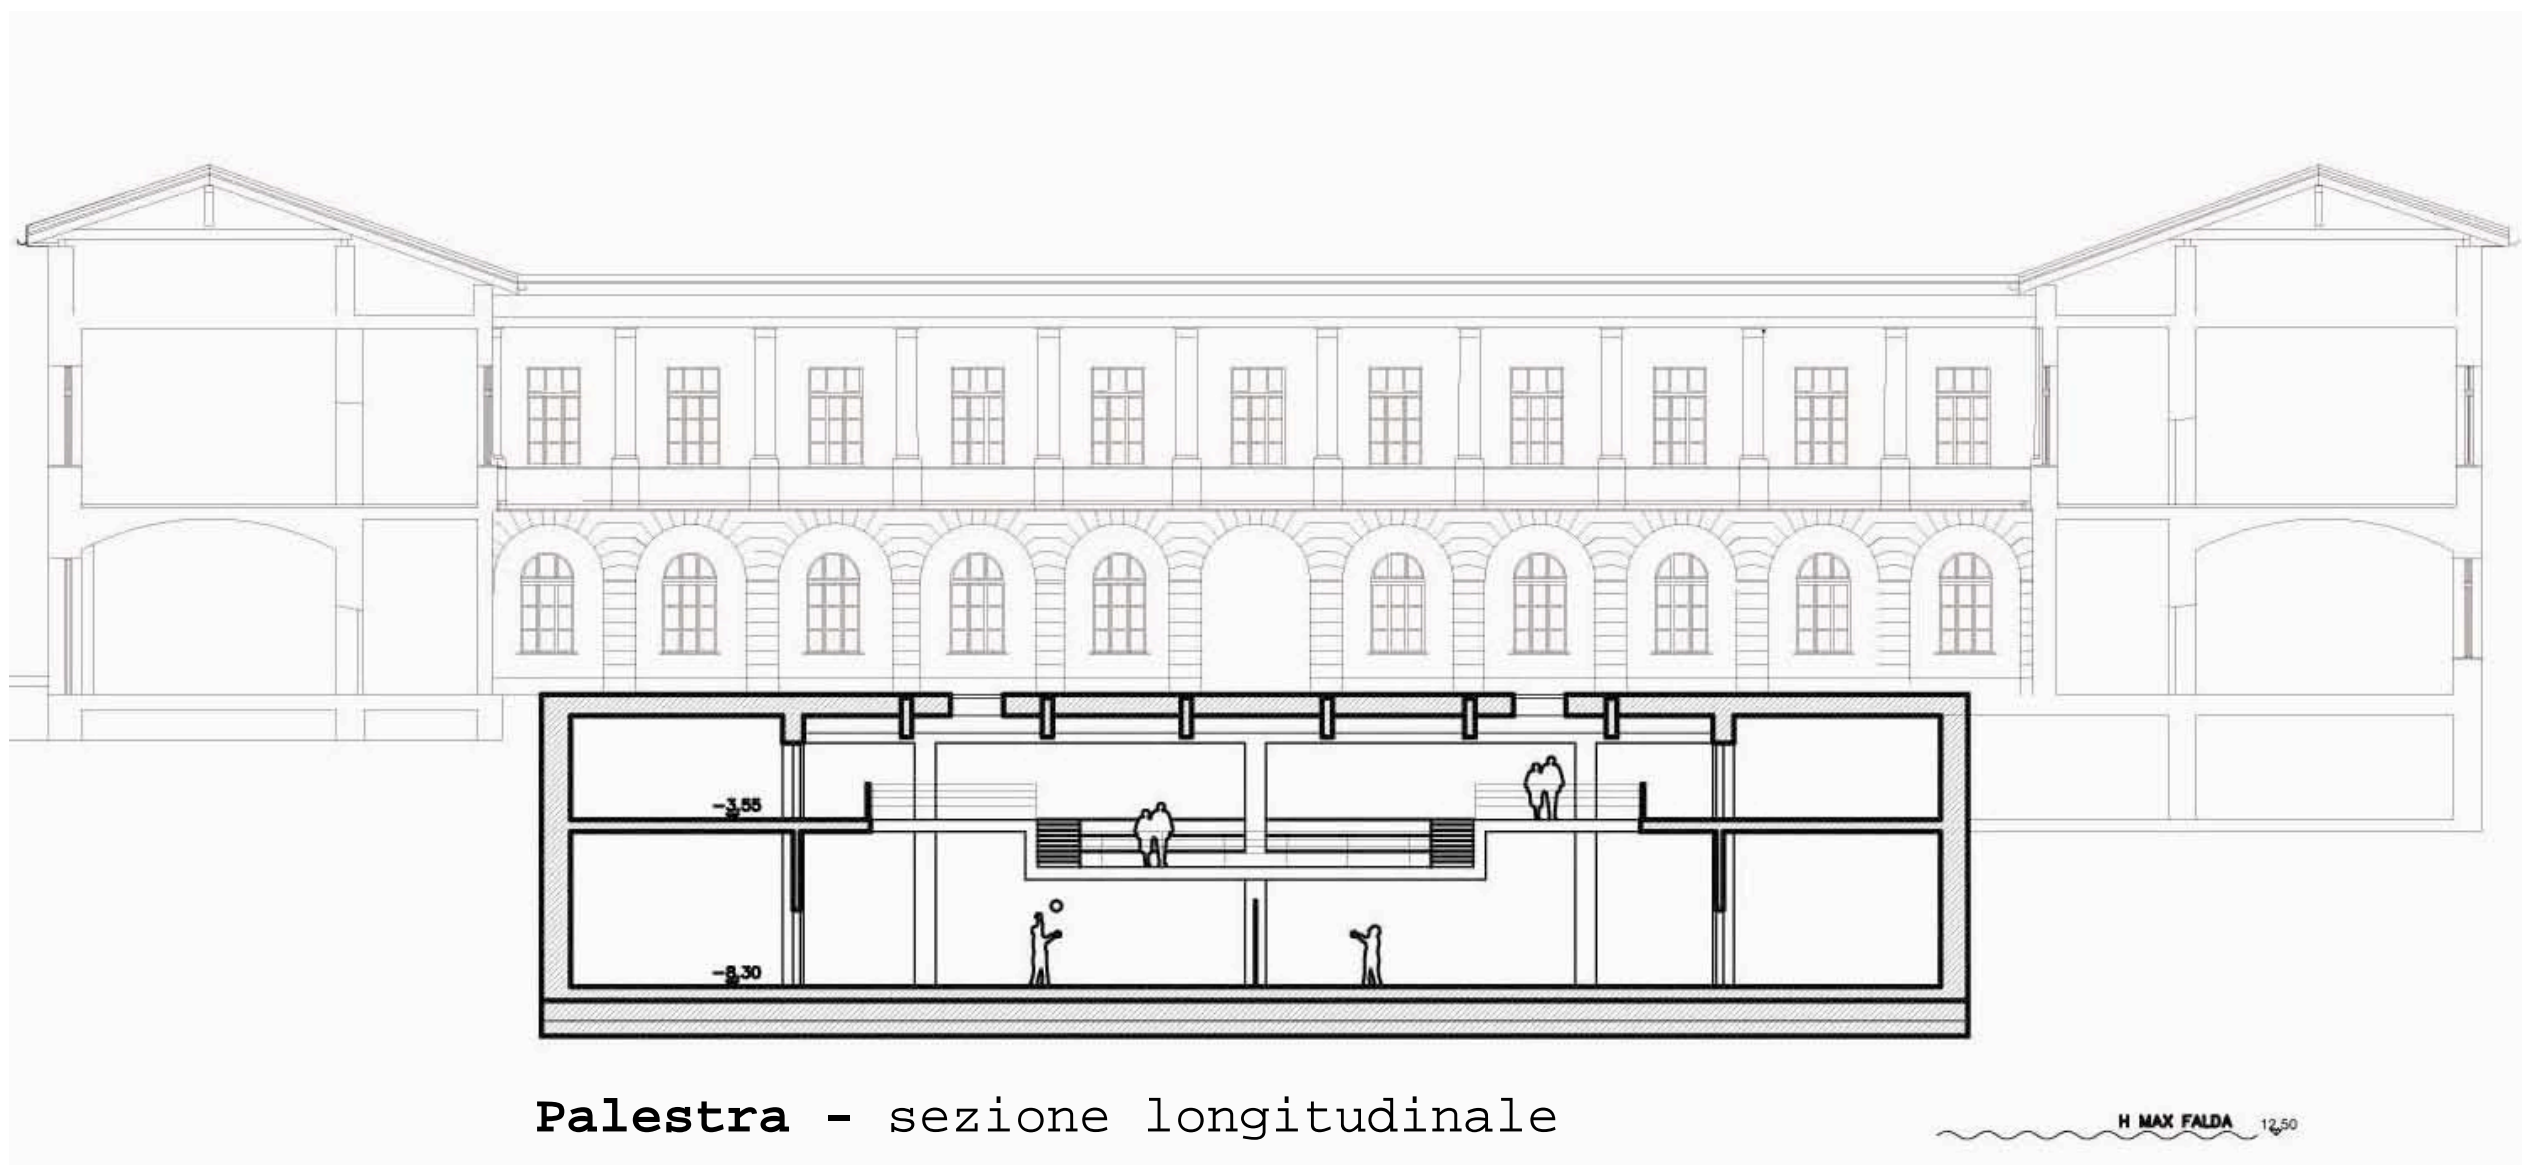 -3,55
-8,30
Palestra - sezione longitudinale
H MAX FALDA 12,50